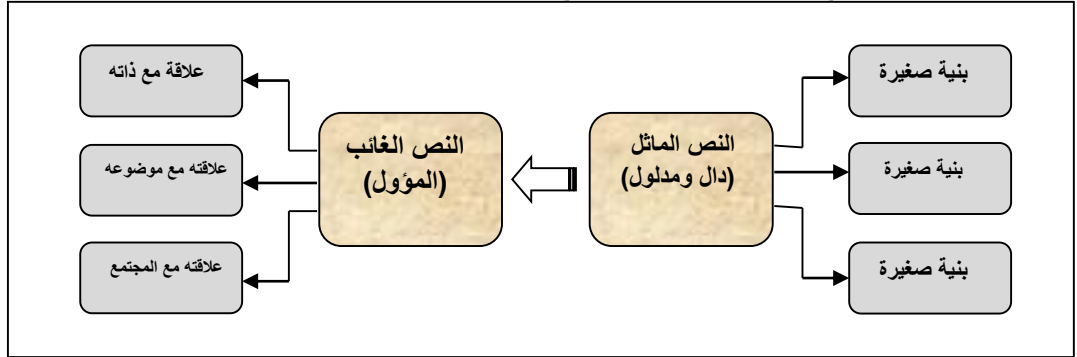 بنية صغيرة
بنية صغيرة
بنية صغيرة
النص الماثل
(دال ومدلول)
النص الغائب
(المؤول)
علاقة مع ذاته
علاقته مع موضوعه
علاقته مع المجتمع